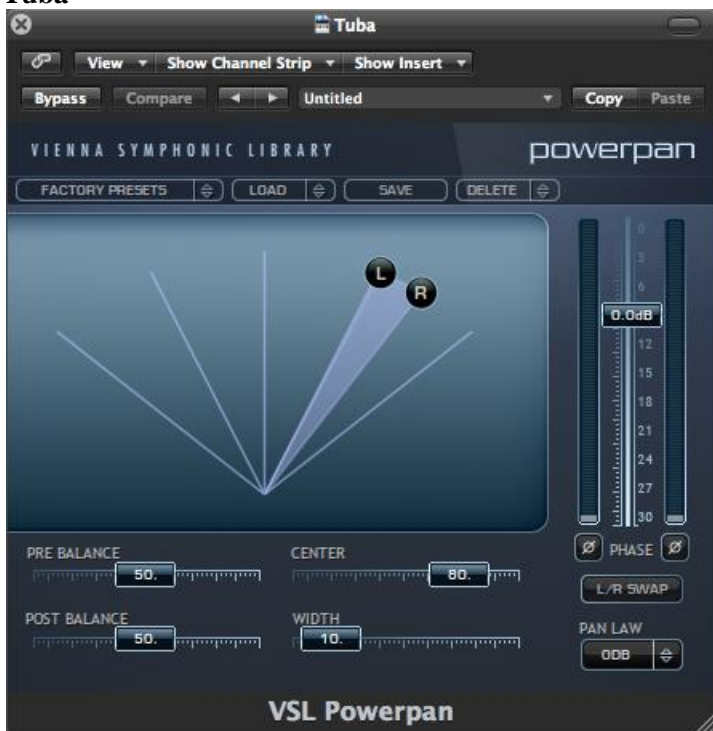 Tuba
Tuba
View Show Channel Strip Show Insert
Bypass Compare Untitled Copy Paste
VIENNA SYMPHONIC LIBRARY powerpan
FACTORY PRESETS LOAD SAVE DELETE
0
3
L
6
R
0.0dB
12
15
18
21
24
27
30
PRE BALANCE CENTER Ø PHASE Ø
50. 80.
L/R SWAP
POST BALANCE WIDTH PAN LAW
50. 10.
0DB
VSL Powerpan